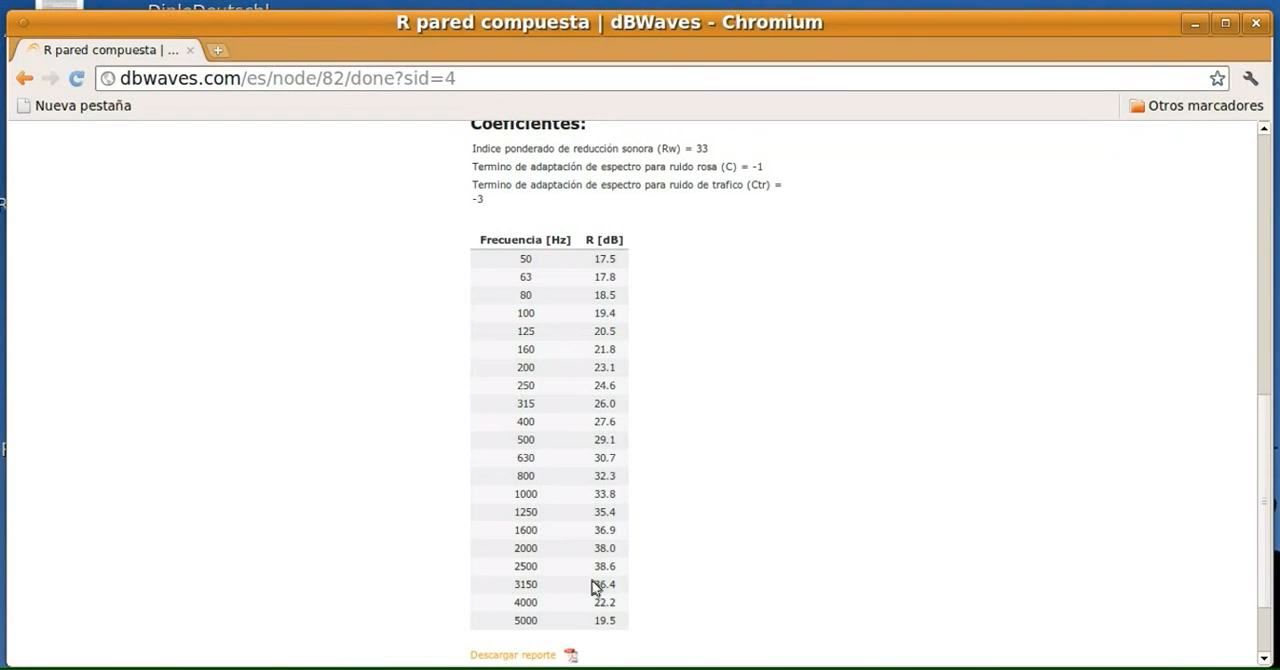 R pared compuesta | dBWaves - Chromium
R pared compuesta | ...
dbwaves.com/es/node/82/done?sid=4
Nueva pestaña
Otros marcadores
Coeficientes:
Indice ponderado de reducción sonora (Rw) = 33
Termino de adaptación de espectro para ruido rosa (C) = -1
Termino de adaptación de espectro para ruido de trafico (Ctr) =
-3
Frecuencia [Hz] R [dB]
50 17.5
63 17.8
80 18.5
100 19.4
125 20.5
160 21.8
200 23.1
250 24.6
315 26.0
400 27.6
500 29.1
630 30.7
800 32.3
1000 33.8
1250 35.4
1600 36.9
2000 38.0
2500 38.6
3150
4000 22.2
5000 19.5
Descargar reporte